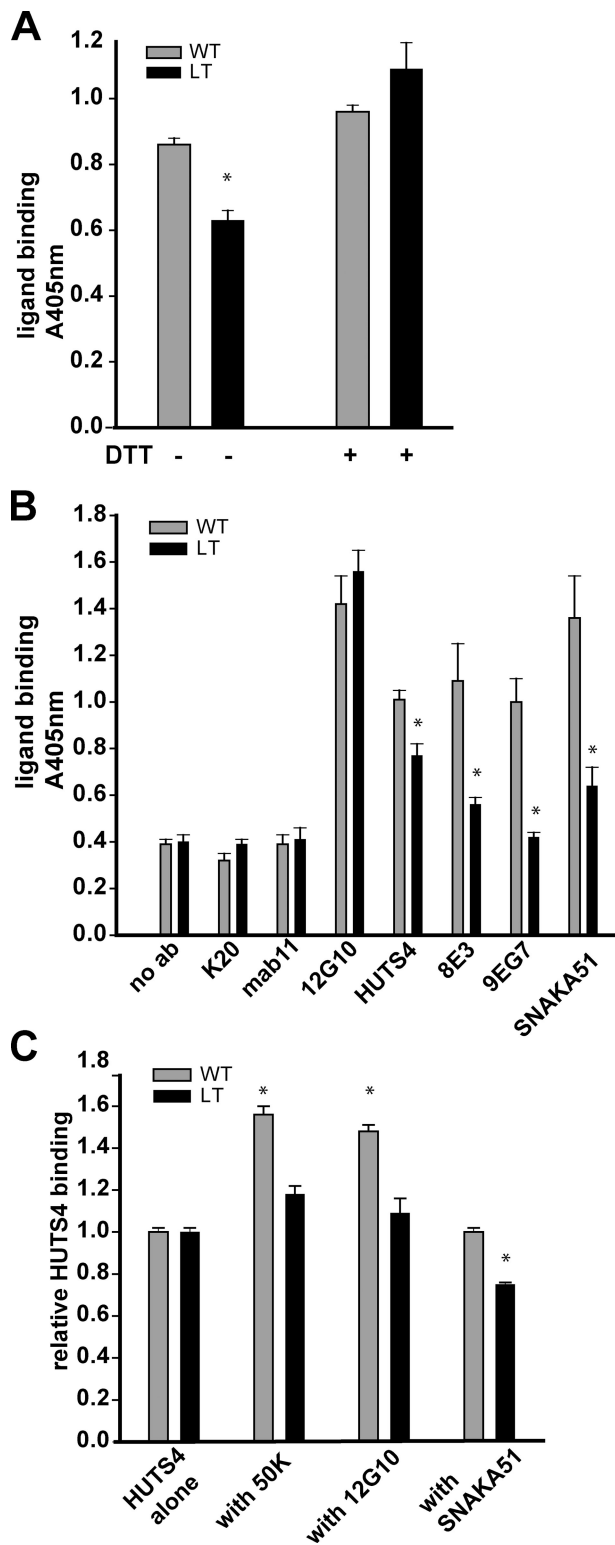 A
1.2
1.0
0.8
0.6
0.4
0.2
0.0
ligand binding
A405nm
WT
LT
*
DTT - - + +
B
1.8
1.6
1.4
1.2
1.0
0.8
0.6
0.4
0.2
0.0
ligand binding
A405nm
WT
LT
* * * *
no ab
K20
mab11
12G10
HUTS4
8E3
9EG7
SNAKA51
C
1.8
1.6
1.4
1.2
1.0
0.8
0.6
0.4
0.2
0.0
relative HUTS4 binding
WT
LT
* * *
HUTS4
alone
with 50K
with 12G10
with
SNAKA51